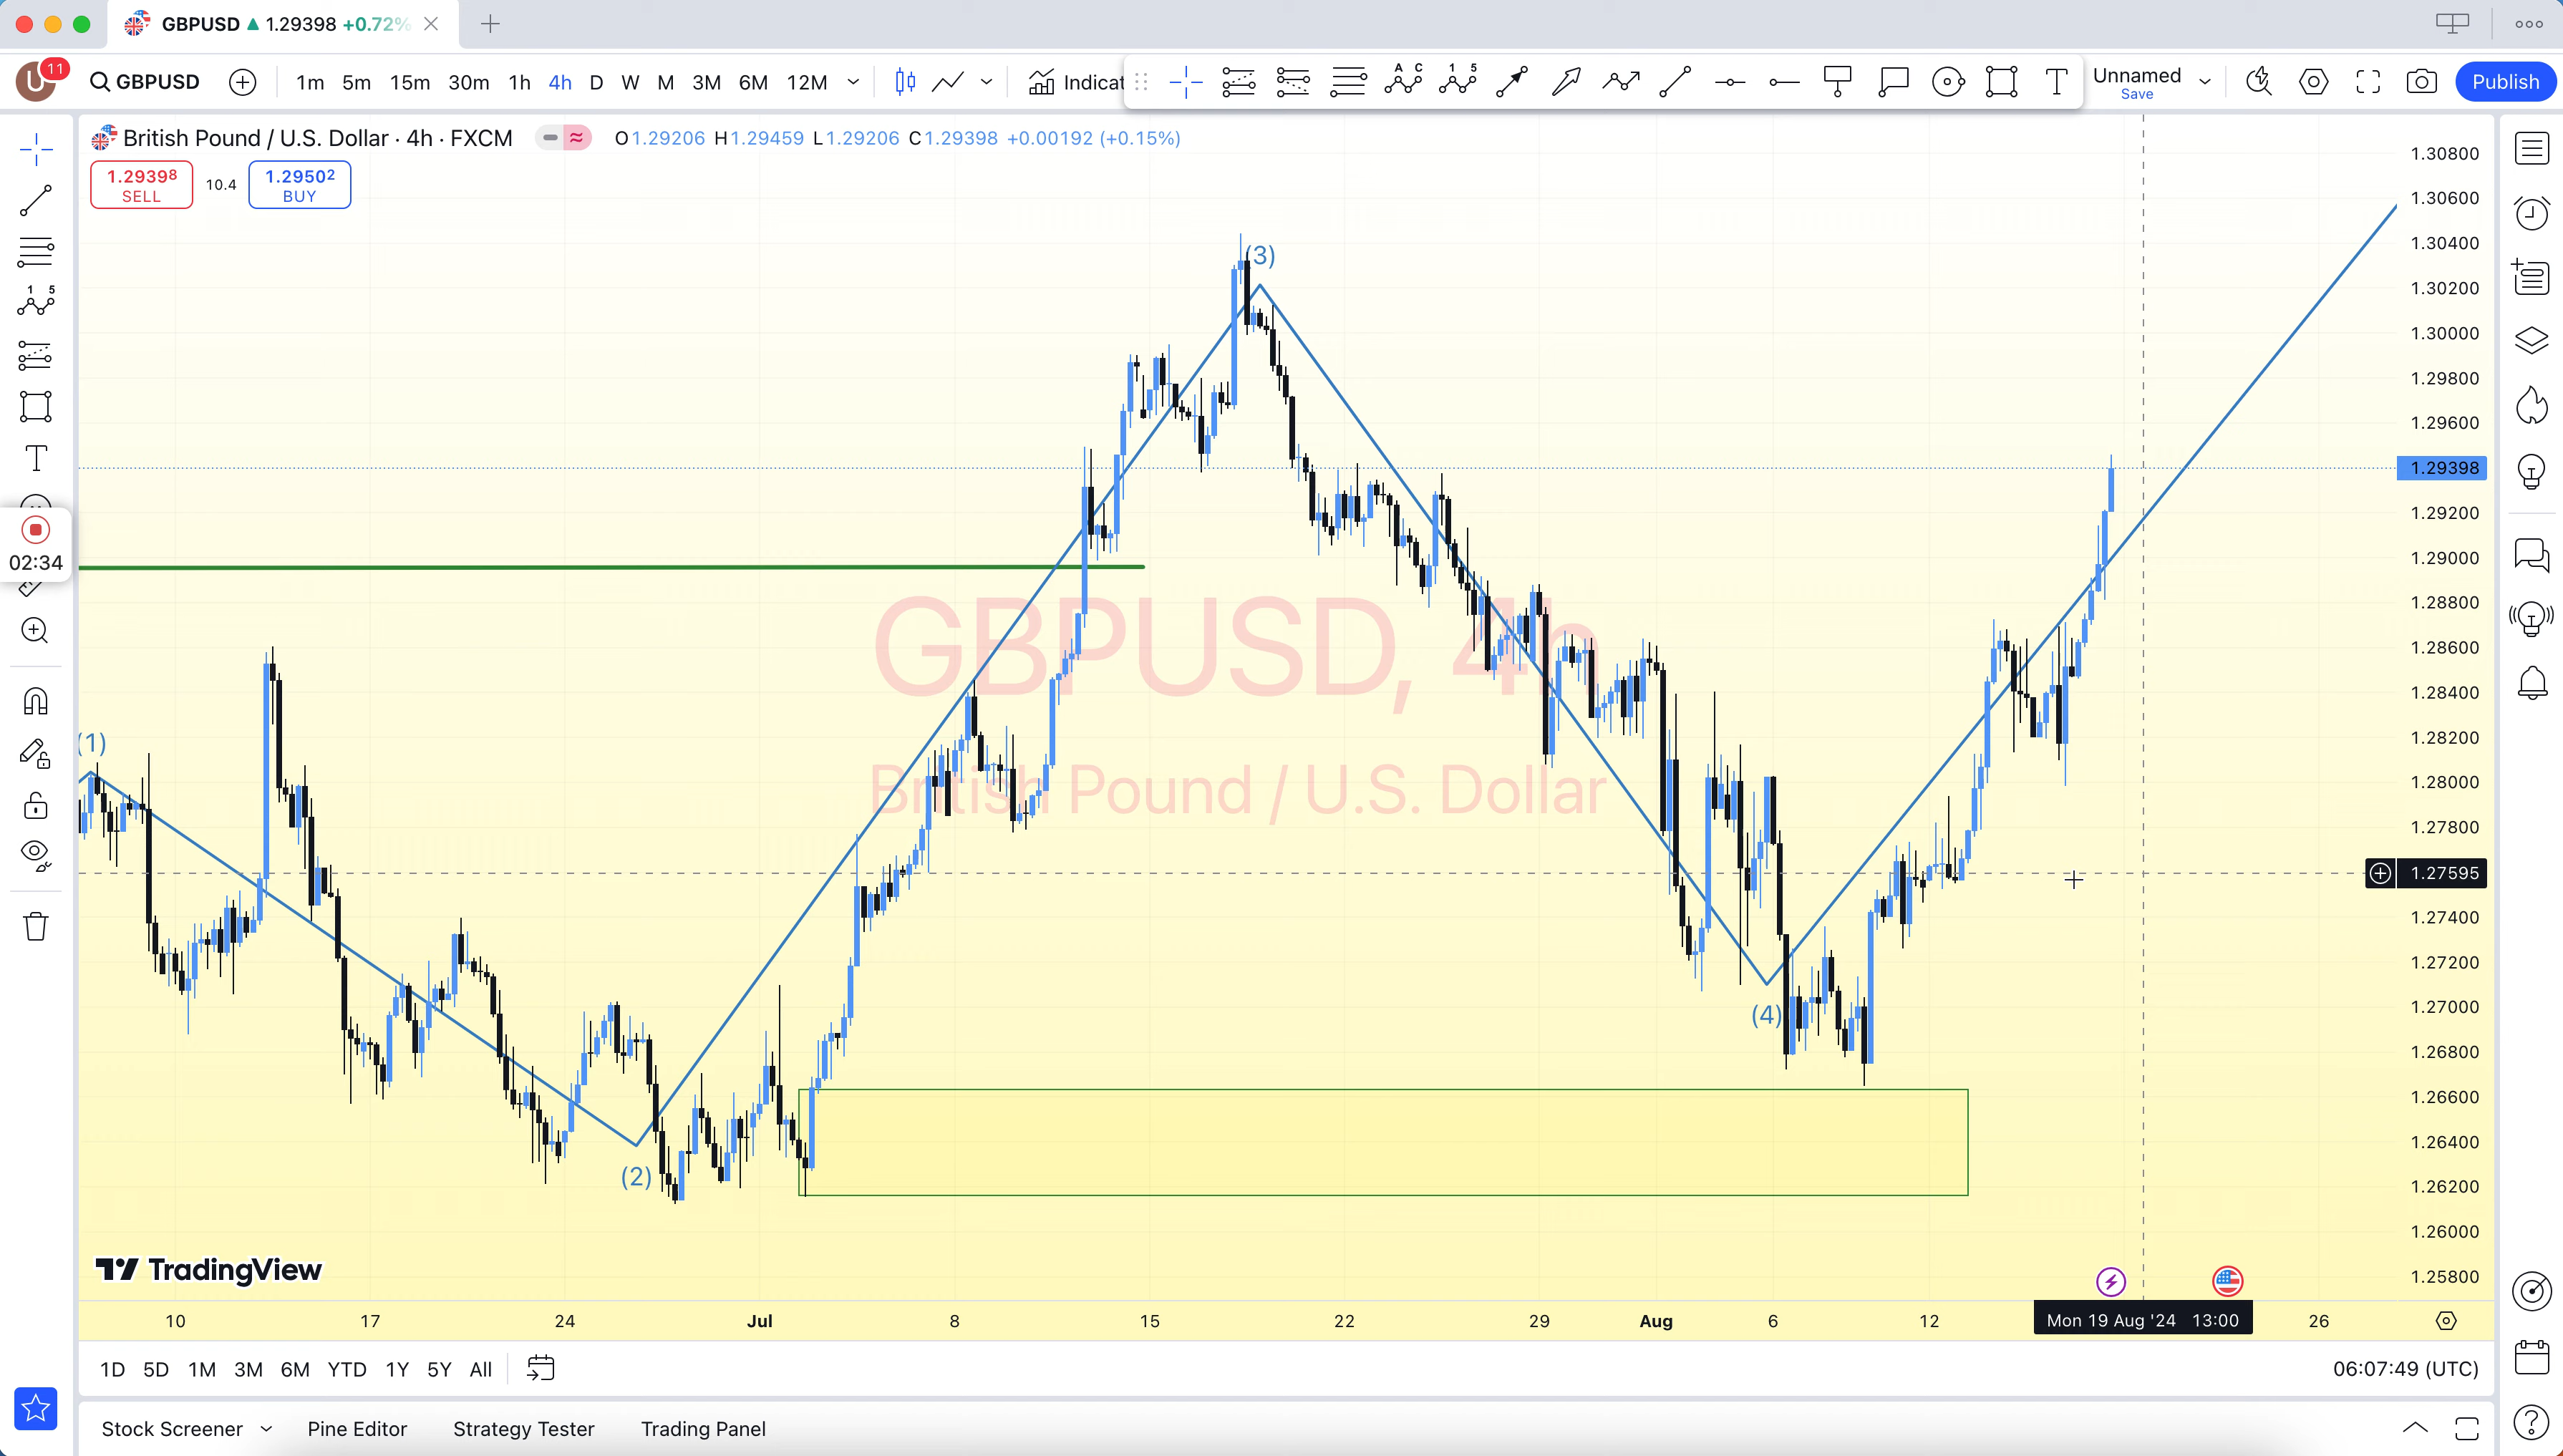 GBPUSD 1.29398 +0.72%
U 11 GBPUSD 1m 5m 15m 30m 1h 4h D W M 3M 6M 12M Indicat A C 1 5 T Unnamed Save Publish
British Pound / U.S. Dollar · 4h · FXCM O1.29206 H1.29459 L1.29206 C1.29398 +0.00192 (+0.15%)
1.29398 SELL 10.4 1.29502 BUY
1 5
T
02:34
(1)
(2)
(3)
(4)
GBPUSD, 4h
British Pound / U.S. Dollar
1.30800
1.30600
1.30400
1.30200
1.30000
1.29800
1.29600
1.29398
1.29200
1.29000
1.28800
1.28600
1.28400
1.28200
1.28000
1.27800
1.27595
1.27400
1.27200
1.27000
1.26800
1.26600
1.26400
1.26200
1.26000
1.25800
TradingView
10 17 24 Jul 8 15 22 29 Aug 6 12 Mon 19 Aug '24 13:00 26
1D 5D 1M 3M 6M YTD 1Y 5Y All 06:07:49 (UTC)
Stock Screener Pine Editor Strategy Tester Trading Panel